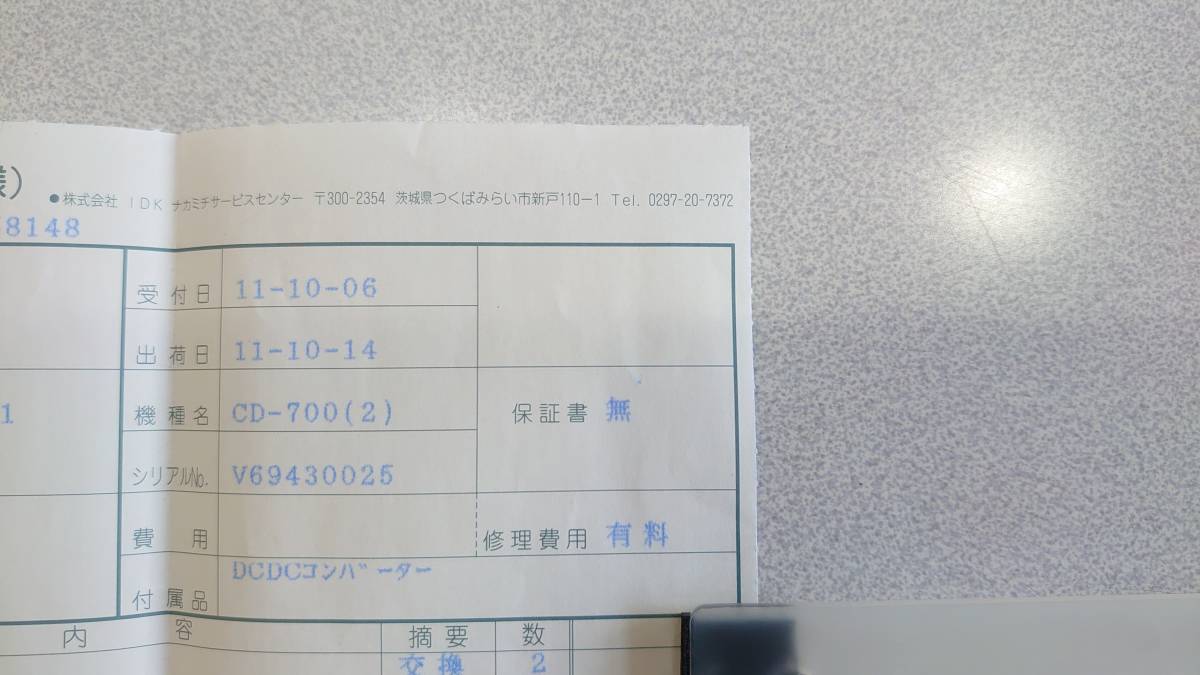 様)
●株式会社 IDK ナカミチサービスセンター 〒300-2354 茨城県つくばみらい市新戸110-1 Tel. 0297-20-7372
8148
受付日 11-10-06
出荷日 11-10-14
機種名 CD-700(2)
保証書 無
1
シリアルNo. V69430025
費用
修理費用 有料
付属品 DCDCコンバーター
内容 摘要 数
交換 2